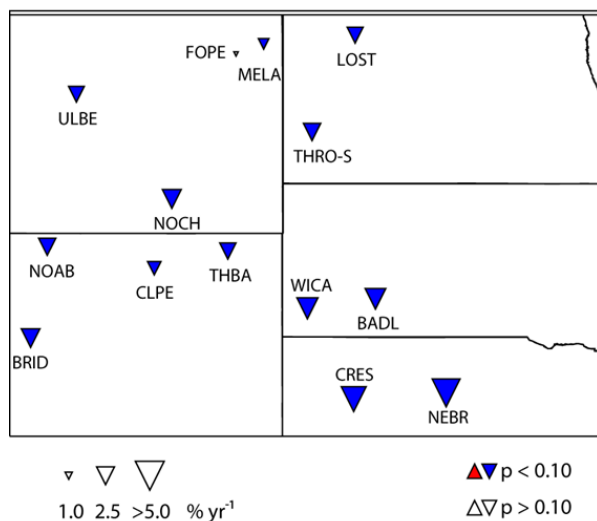 FOPE
MELA
LOST
ULBE
THRO-S
NOCH
NOAB
CLPE
THBA
WICA
BADL
BRID
CRES
NEBR
1.0 2.5 >5.0 % yr⁻¹
p < 0.10
p > 0.10